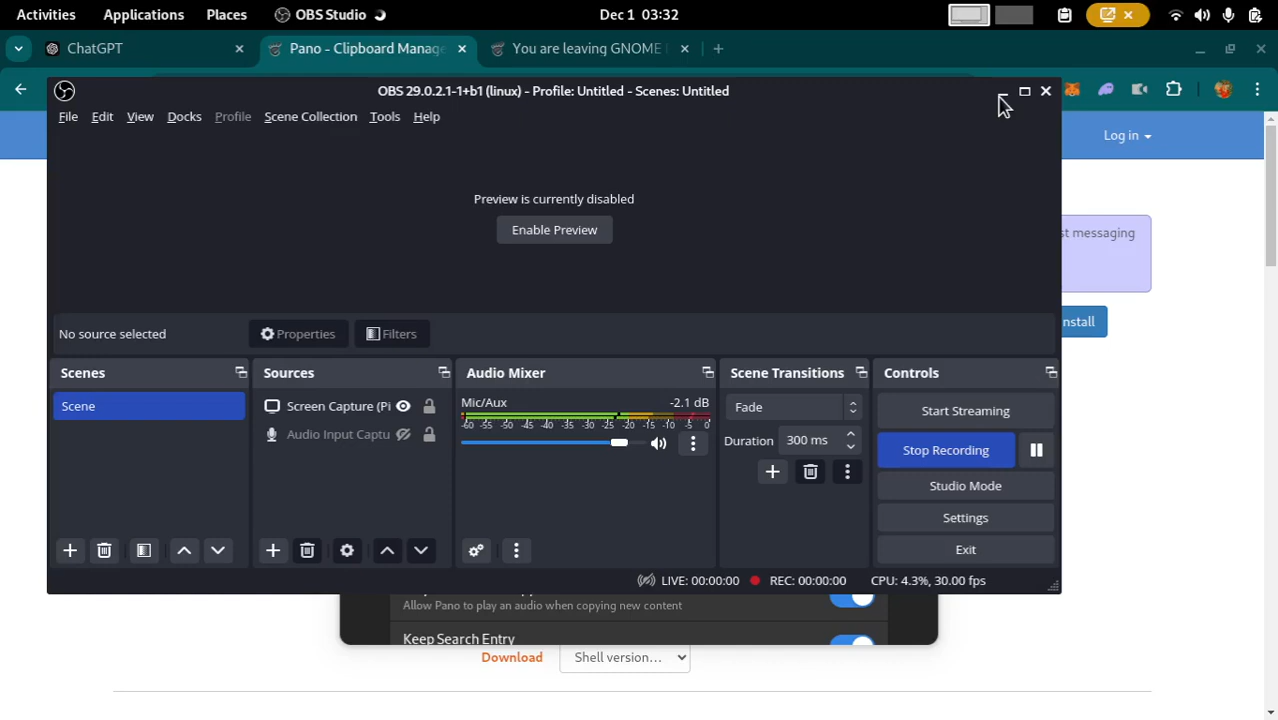 Activities
Applications
Places
OBS Studio
Dec 1 03:32
ChatGPT
Pano - Clipboard Manage
You are leaving GNOME E
OBS 29.0.2.1-1+b1 (linux) - Profile: Untitled - Scenes: Untitled
File Edit View Docks Profile Scene Collection Tools Help
Log in
Preview is currently disabled
Enable Preview
st messaging
nstall
No source selected
Properties
Filters
Scenes
Sources
Audio Mixer
Scene Transitions
Controls
Scene
Screen Capture (Pi
Audio Input Captu
Mic/Aux
-2.1 dB
-60 -55 -50 -45 -40 -35 -30 -25 -20 -15 -10 -5 0
Fade
Duration
300 ms
Start Streaming
Stop Recording
Studio Mode
Settings
Exit
LIVE: 00:00:00
REC: 00:00:00
CPU: 4.3%, 30.00 fps
Allow Pano to play an audio when copying new content
Keep Search Entry
Download
Shell version...